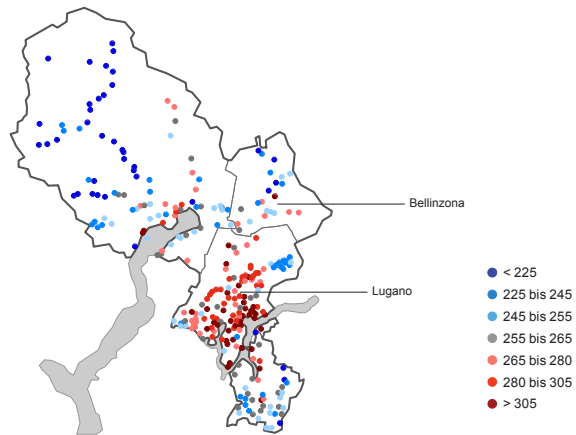 Bellinzona
Lugano
< 225
225 bis 245
245 bis 255
255 bis 265
265 bis 280
280 bis 305
> 305